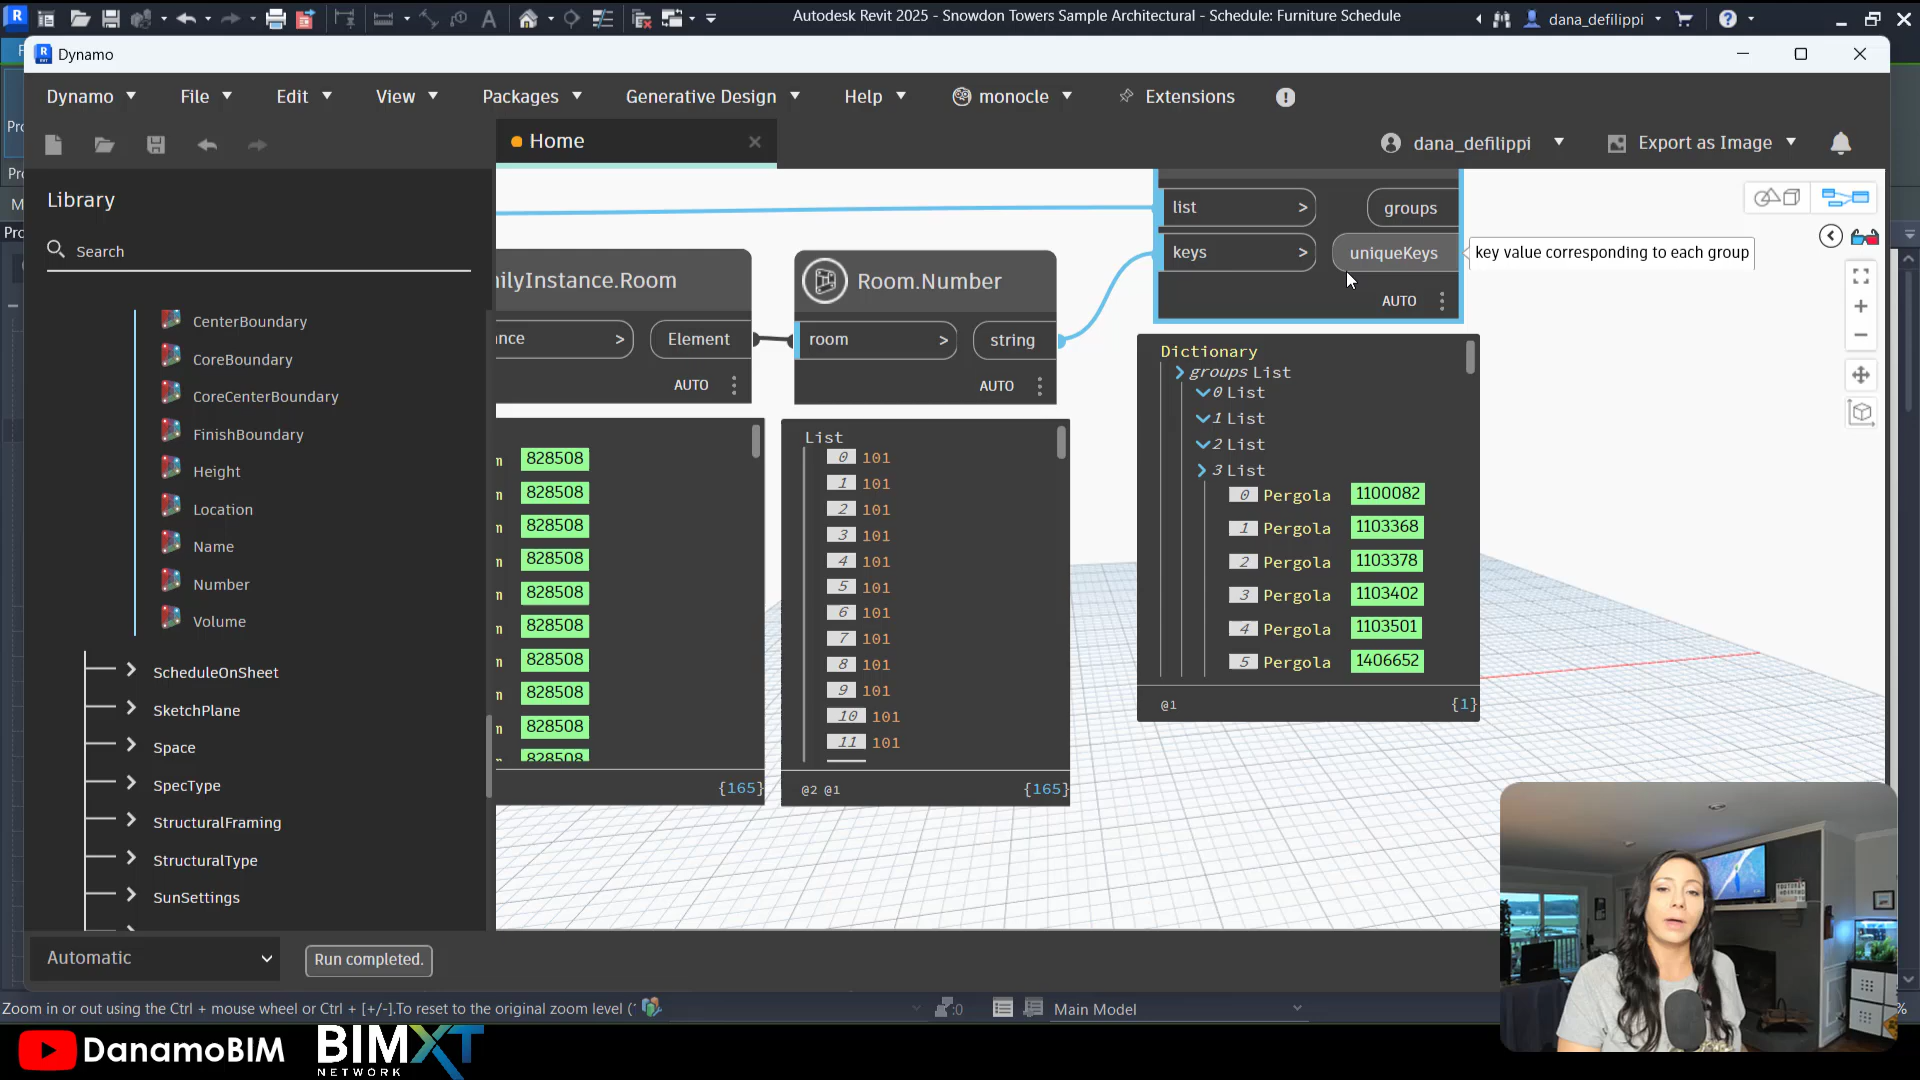 Autodesk Revit 2025 - Snowdon Towers Sample Architectural - Schedule: Furniture Schedule
dana_defilippi
Dynamo
Dynamo File Edit View Packages Generative Design Help monocle Extensions
Home
dana_defilippi
Export as Image
Library
Search
CenterBoundary
CoreBoundary
CoreCenterBoundary
FinishBoundary
Height
Location
Name
Number
Volume
ScheduleOnSheet
SketchPlane
Space
SpecType
StructuralFraming
StructuralType
SunSettings
Automatic
Run completed.
ilyInstance.Room
nce > Element
AUTO
828508
828508
828508
828508
828508
828508
828508
828508
828508
828508
{165}
Room.Number
room > string
AUTO
List
0 101
1 101
2 101
3 101
4 101
5 101
6 101
7 101
8 101
9 101
10 101
11 101
@2 @1 {165}
list > groups
keys > uniqueKeys
AUTO
key value corresponding to each group
Dictionary
groups List
0 List
1 List
2 List
3 List
0 Pergola 1100082
1 Pergola 1103368
2 Pergola 1103378
3 Pergola 1103402
4 Pergola 1103501
5 Pergola 1406652
@1 {1}
Zoom in or out using the Ctrl + mouse wheel or Ctrl + [+/-].To reset to the original zoom level (
:0
Main Model
DanamoBIM
BIMXT
NETWORK